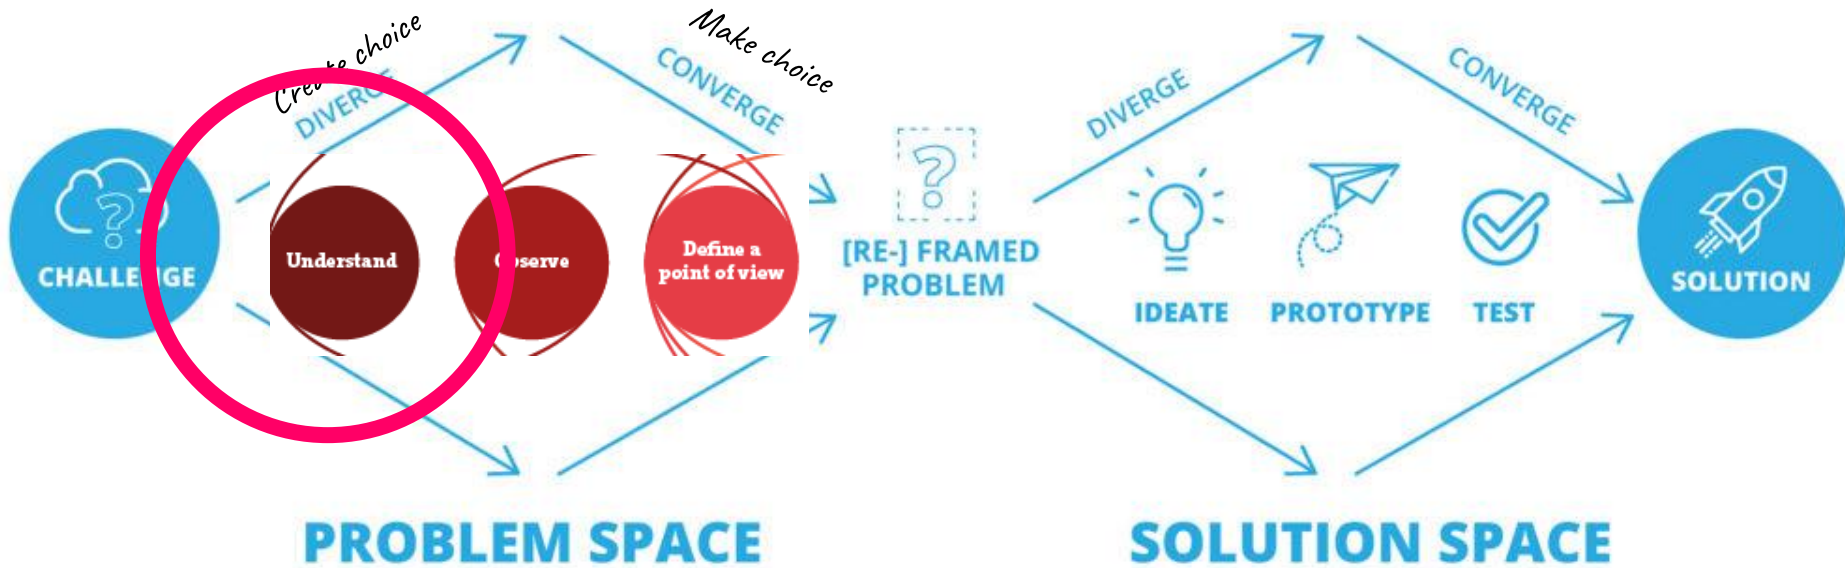 Create choice
Make choice
DIVERGE
CONVERGE
DIVERGE
CONVERGE
CHALLENGE
Understand
Observe
Define a
point of view
[RE-] FRAMED
PROBLEM
IDEATE
PROTOTYPE
TEST
SOLUTION
PROBLEM SPACE
SOLUTION SPACE